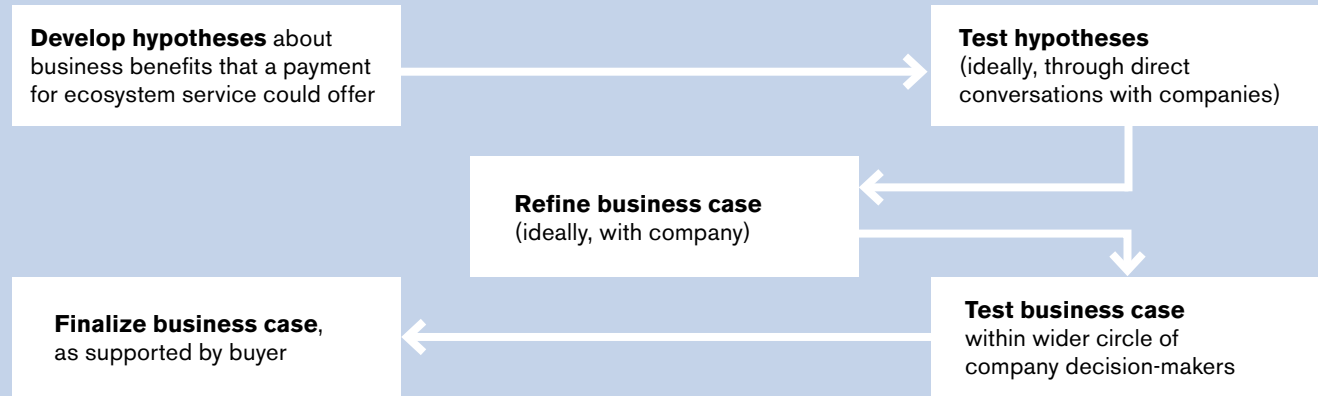 Develop hypotheses about
business benefits that a payment
for ecosystem service could offer
Test hypotheses
(ideally, through direct
conversations with companies)
Refine business case
(ideally, with company)
Test business case
within wider circle of
company decision-makers
Finalize business case,
as supported by buyer